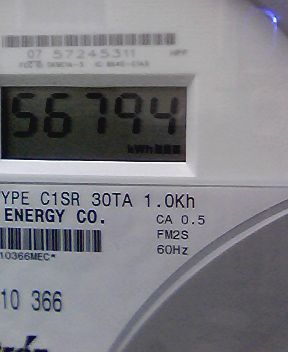 07 57245311
56794
kWh
YPE C1SR 30TA 1.0Kh
ENERGY CO.
CA 0.5
FM2S
60Hz
10366MEC*
10 366